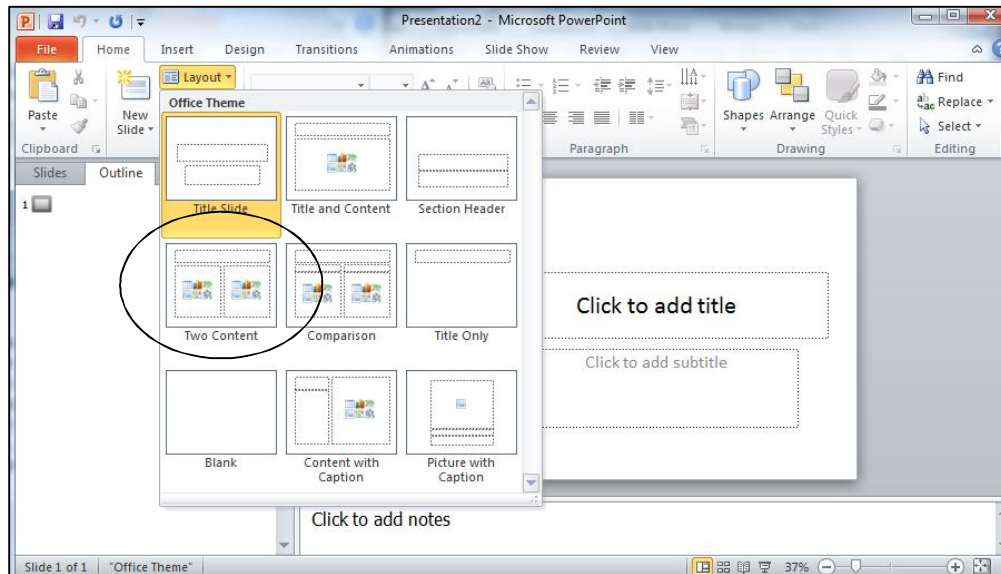 Presentation2 - Microsoft PowerPoint
File Home Insert Design Transitions Animations Slide Show Review View
Paste
New Slide
Layout
Shapes Arrange Quick Styles
Find
Replace
Select
Clipboard Paragraph Drawing Editing
Slides Outline
Office Theme
Title Slide Title and Content Section Header
Two Content Comparison Title Only
Blank Content with Caption Picture with Caption
1
Click to add title
Click to add subtitle
Click to add notes
Slide 1 of 1 "Office Theme" 37%